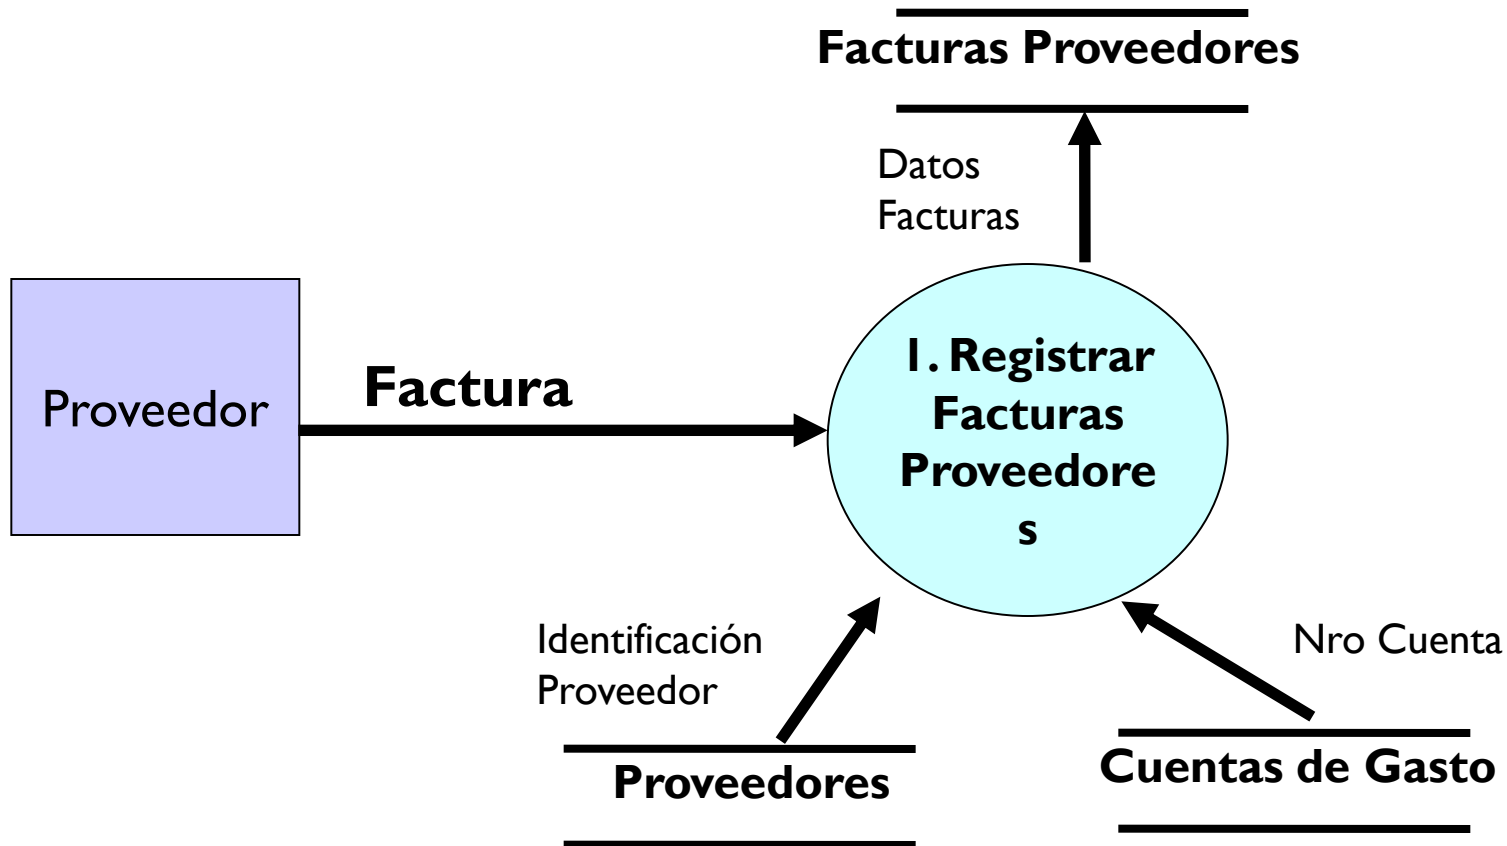 Facturas Proveedores
Datos
Facturas
Proveedor
Factura
1. Registrar
Facturas
Proveedore
s
Identificación
Proveedor
Nro Cuenta
Proveedores
Cuentas de Gasto